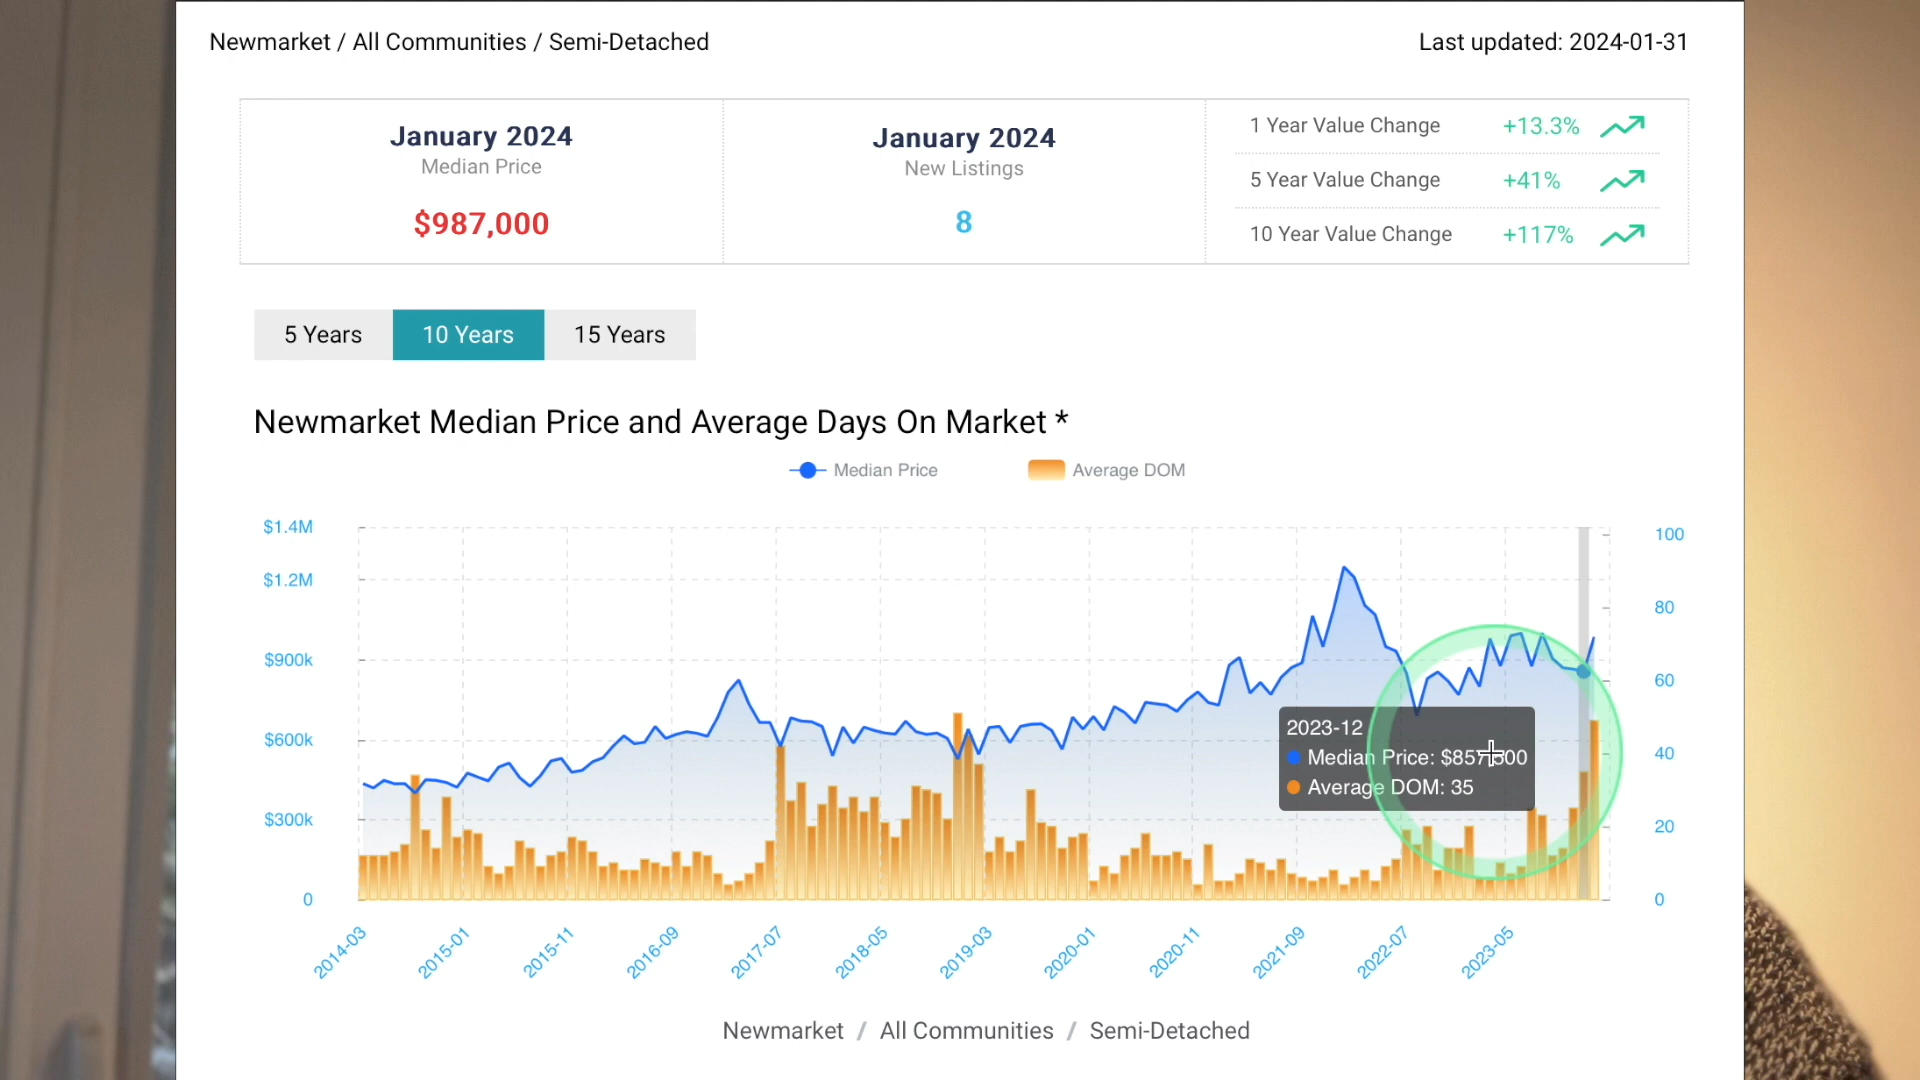 Newmarket / All Communities / Semi-Detached
Last updated: 2024-01-31
January 2024
Median Price
$987,000
January 2024
New Listings
8
1 Year Value Change +13.3%
5 Year Value Change +41%
10 Year Value Change +117%
5 Years 10 Years 15 Years
Newmarket Median Price and Average Days On Market *
Median Price Average DOM
$1.4M
$1.2M
$900k
$600k
$300k
0
100
80
60
40
20
0
2023-12
Median Price:
Average DOM: 35
2014-03 2015-01 2015-11 2016-09 2017-07 2018-05 2019-03 2020-01 2020-11 2021-09 2022-07 2023-05
Newmarket / All Communities / Semi-Detached